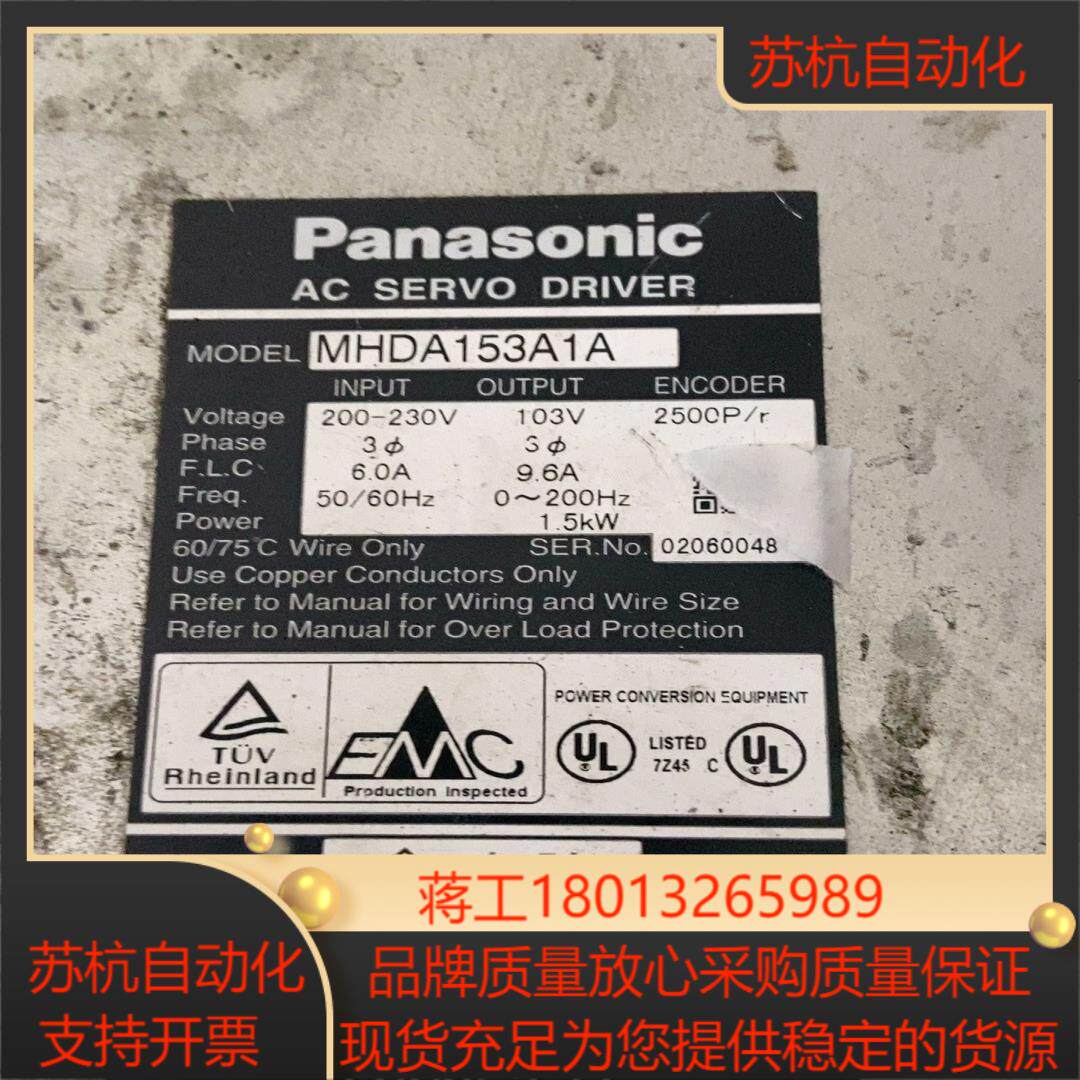 苏杭自动化
Panasonic
AC SERVO DRIVER
MODEL MHDA153A1A
INPUT OUTPUT ENCODER
Voltage 200-230V 103V 2500P/r
Phase 3ϕ 3ϕ
F.L.C 6.0A 9.6A
Freq. 50/60Hz 0~200Hz
Power 1.5kW
60/75°C Wire Only SER.No. 02060048
Use Copper Conductors Only
Refer to Manual for Wiring and Wire Size
Refer to Manual for Over Load Protection
TÜV
Rheinland
EMC
Production Inspected
POWER CONVERSION EQUIPMENT
UL LISTED UL
7Z45 C
蒋工18013265989
苏杭自动化
支持开票
品牌质量放心采购质量保证
现货充足为您提供稳定的货源